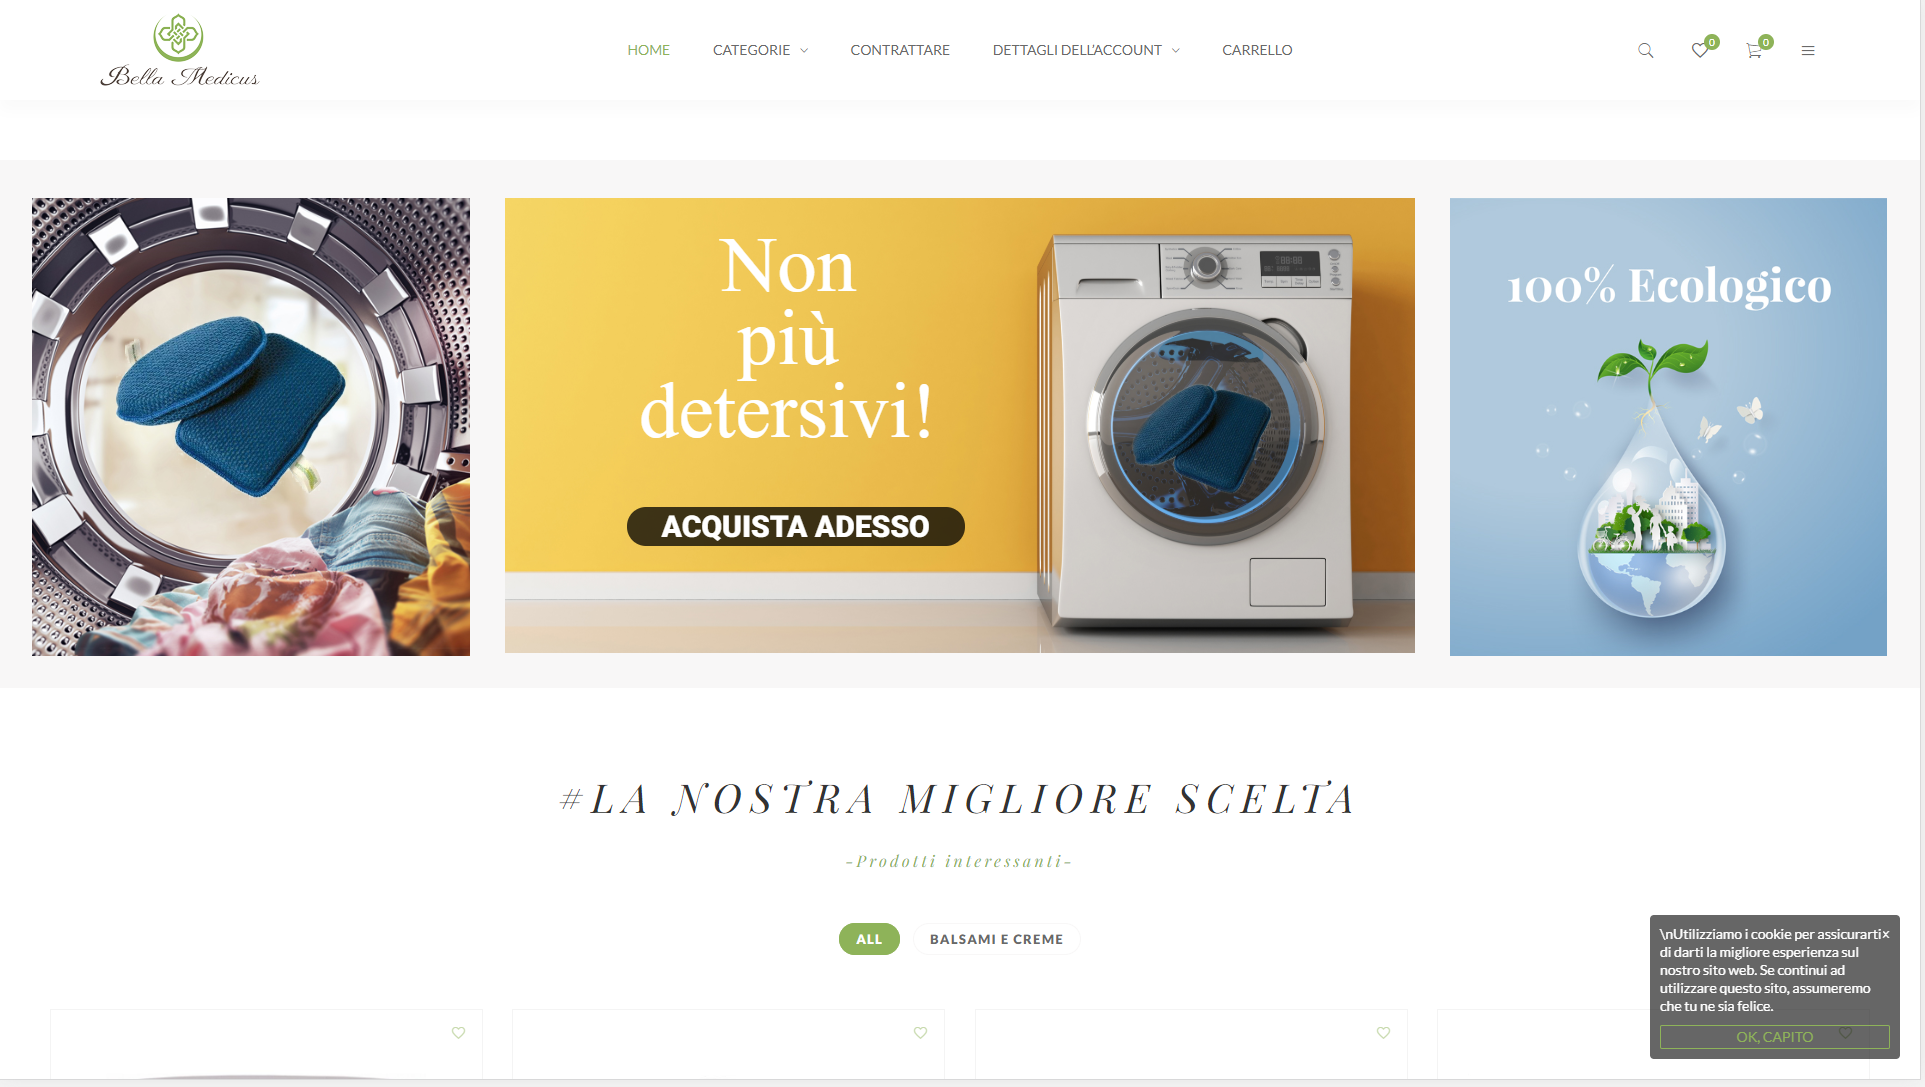 Bella Medicus
HOME
CATEGORIE
CONTRATTARE
DETTAGLI DELL'ACCOUNT
CARRELLO
0
0
Non
più
detersivi!
ACQUISTA ADESSO
100% Ecologico
#LA NOSTRA MIGLIORE SCELTA
-Prodotti interessanti-
ALL
BALSAMI E CREME
\nUtilizziamo i cookie per assicurarti×
di darti la migliore esperienza sul
nostro sito web. Se continui ad
utilizzare questo sito, assumeremo
che tu ne sia felice.
OK, CAPITO